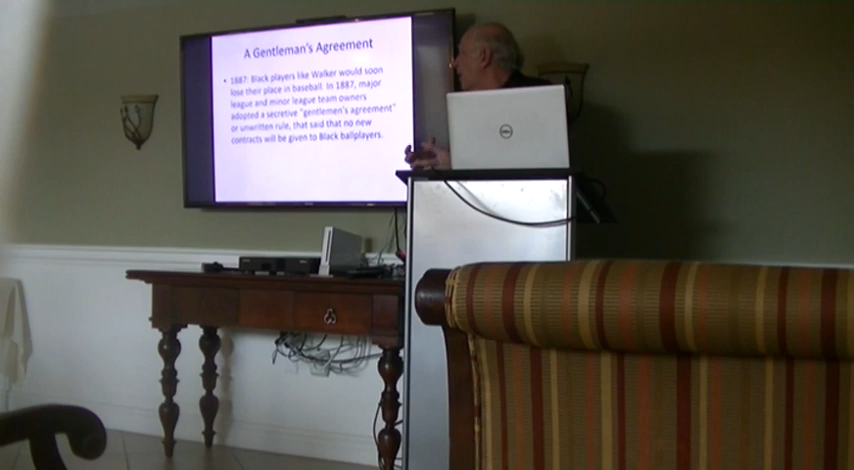 A Gentleman's Agreement
• 1887: Black players like Walker would soon
lose their place in baseball. In 1887, major
league and minor league team owners
adopted a secretive "gentlemen's agreement"
or unwritten rule, that said that no new
contracts will be given to Black ballplayers.
DELL